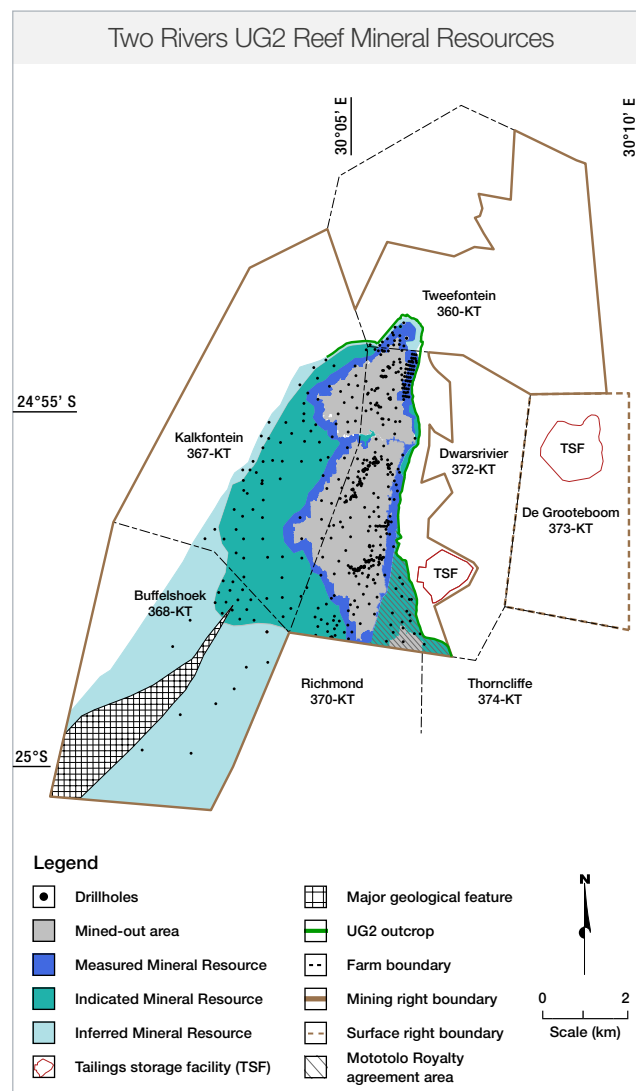 Two Rivers UG2 Reef Mineral Resources
30°05' E
30°10' E
Tweefontein
360-KT
24°55' S
Kalkfontein
367-KT
Dwarsrivier
372-KT
TSF
De Grooteboom
373-KT
TSF
Buffelshoek
368-KT
Richmond
370-KT
Thorncliffe
374-KT
25°S
Legend
Drillholes
Mined-out area
Measured Mineral Resource
Indicated Mineral Resource
Inferred Mineral Resource
Tailings storage facility (TSF)
Major geological feature
UG2 outcrop
Farm boundary
Mining right boundary
Surface right boundary
Mototolo Royalty
agreement area
N
0 2
Scale (km)